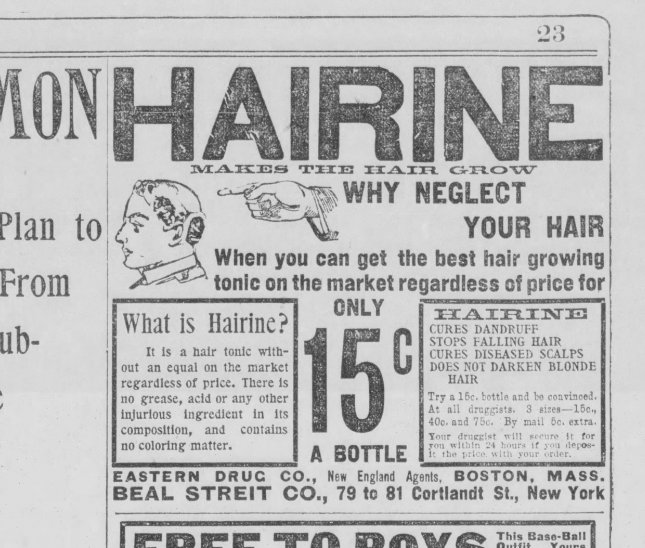 23
MON
Plan to
From
ub-
c
HAIRINE
MAKES THE HAIR GROW
WHY NEGLECT
YOUR HAIR
When you can get the best hair growing
tonic on the market regardless of price for
ONLY
15c
A BOTTLE
What is Hairine?
It is a hair tonic with-
out an equal on the market
regardless of price. There is
no grease, acid or any other
injurious ingredient in its
composition, and contains
no coloring matter.
HAIRINE
CURES DANDRUFF
STOPS FALLING HAIR
CURES DISEASED SCALPS
DOES NOT DARKEN BLONDE
HAIR
Try a 15c. bottle and be convinced.
At all druggists. 3 sizes—15c.,
40c. and 75c. By mail 5c. extra.
Your druggist will secure it for
you within 24 hours if you depos-
it the price with your order.
EASTERN DRUG CO., New England Agents, BOSTON, MASS.
BEAL STREIT CO., 79 to 81 Cortlandt St., New York
FREE TO BOYS
This Base-Ball
Outfit Yours